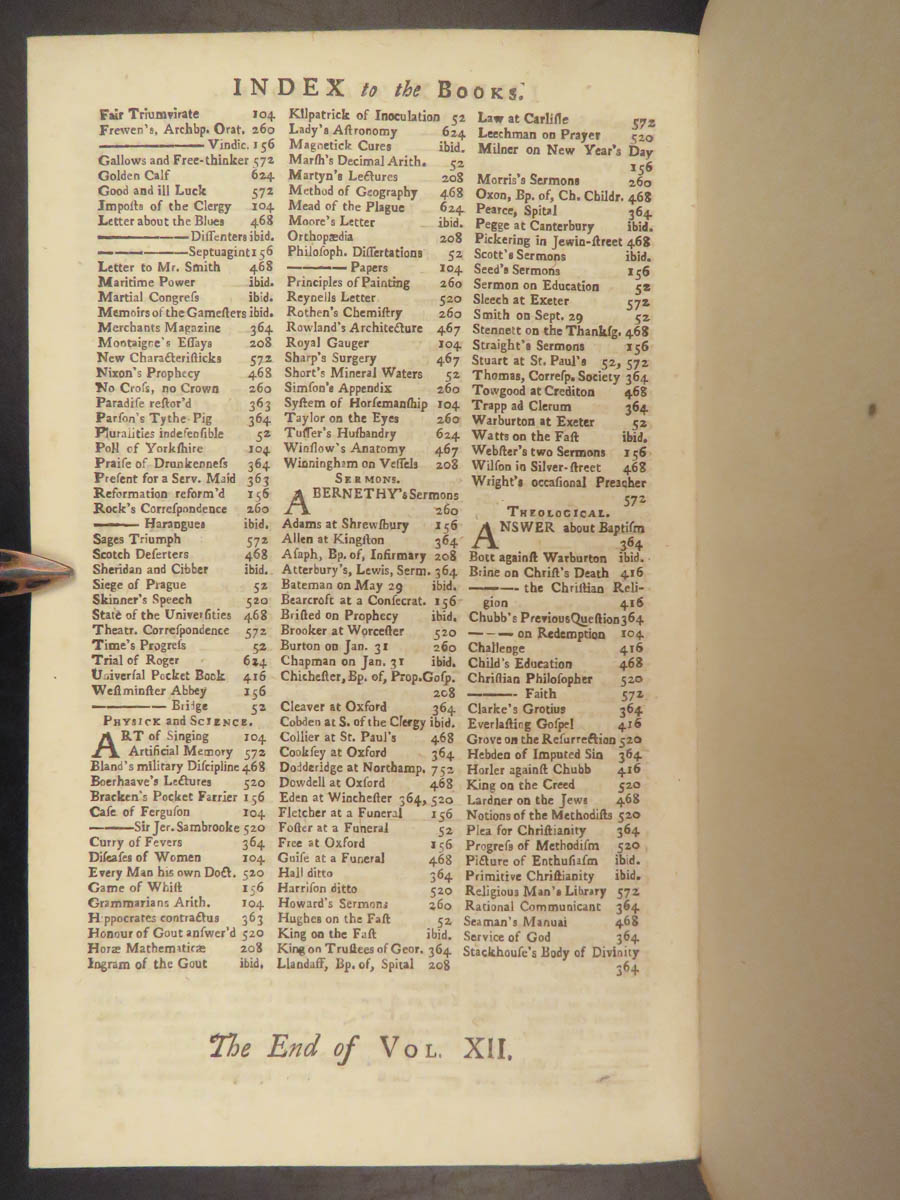 INDEX to the BOOKS.
Fair Triumvirate 104
Frewen's, Archbp. Orat. 260
——— Vindic. 156
Gallows and Free-thinker 572
Golden Calf 624
Good and ill Luck 572
Impoſts of the Clergy 104
Letter about the Blues 468
——— Diſſenters ibid.
——— Septuagint 156
Letter to Mr. Smith 468
Maritime Power ibid.
Martial Congreſs ibid.
Memoirs of the Gameſters ibid.
Merchants Magazine 364
Montaigne's Eſſays 208
New Characteriſticks 572
Nixon's Prophecy 468
No Croſs, no Crown 260
Paradiſe reſtor'd 363
Parſon's Tythe-Pig 364
Pluralities indefenſible 52
Poll of Yorkſhire 104
Praiſe of Drunkenneſs 364
Preſent for a Serv. Maid 363
Reformation reform'd 156
Rock's Correſpondence 260
——— Harangues ibid.
Sages Triumph 572
Scotch Deſerters 468
Sheridan and Cibber ibid.
Siege of Prague 52
Skinner's Speech 520
State of the Univerſities 468
Theatr. Correſpondence 572
Time's Progreſs 52
Trial of Roger 624
Univerſal Pocket Book 416
Weſtminſter Abbey 156
——— Bridge 52
PHYSICK and SCIENCE.
ART of Singing 104
Artificial Memory 572
Bland's military Diſcipline 468
Boerhaave's Lectures 520
Bracken's Pocket Farrier 156
Caſe of Ferguſon 104
——— Sir Jer. Sambrooke 520
Curry of Fevers 364
Diſeaſes of Women 104
Every Man his own Doct. 520
Game of Whiſt 156
Grammarians Arith. 104
Hippocrates contractus 363
Honour of Gout anſwer'd 520
Horæ Mathematicæ 208
Ingram of the Gout ibid.
Kilpatrick of Inoculation 52
Lady's Aſtronomy 624
Magnetick Cures ibid.
Marſh's Decimal Arith. 52
Martyn's Lectures 208
Method of Geography 468
Mead of the Plague 624
Moore's Letter ibid.
Orthopædia 208
Philoſoph. Diſſertations 52
——— Papers 104
Principles of Painting 260
Reynells Letter 520
Rothen's Chemiſtry 260
Rowland's Architecture 467
Royal Gauger 104
Sharp's Surgery 467
Short's Mineral Waters 52
Simſon's Appendix 260
Syſtem of Horſemanſhip 104
Taylor on the Eyes 260
Tuſſer's Huſbandry 624
Winſlow's Anatomy 467
Winningham on Veſſels 208
SERMONS.
ABERNETHY's Sermons
260
Adams at Shrewſbury 156
Allen at Kingſton 364
Aſaph, Bp. of, Infirmary 208
Atterbury's, Lewis, Serm. 364
Bateman on May 29 ibid.
Bearcroft at a Conſecrat. 156
Briſted on Prophecy ibid.
Brooker at Worceſter 520
Burton on Jan. 31 260
Chapman on Jan. 31 ibid.
Chicheſter, Bp. of, Prop. Goſp.
208
Cleaver at Oxford 364
Cobden at S. of the Clergy ibid.
Collier at St. Paul's 468
Cookſey at Oxford 364
Dodderidge at Northamp. 752
Dowdell at Oxford 468
Eden at Wincheſter 364, 520
Fletcher at a Funeral 156
Foſter at a Funeral 52
Free at Oxford 156
Guiſe at a Funeral 468
Hall ditto 364
Harriſon ditto 520
Howard's Sermons 260
Hughes on the Faſt 52
King on the Faſt ibid.
King on Truſtees of Geor. 364
Llandaff, Bp. of, Spital 208
Law at Carliſle 572
Leechman on Prayer 520
Milner on New Year's Day
156
Morris's Sermons 260
Oxon, Bp. of, Ch. Childr. 468
Pearce, Spital 364
Pegge at Canterbury ibid.
Pickering in Jewin-ſtreet 468
Scott's Sermons ibid.
Seed's Sermons 156
Sermon on Education 52
Sleech at Exeter 572
Smith on Sept. 29 52
Stennett on the Thankſg. 468
Straight's Sermons 156
Stuart at St. Paul's 52, 572
Thomas, Correſp. Society 364
Towgood at Crediton 468
Trapp ad Clerum 364
Warburton at Exeter 52
Watts on the Faſt ibid.
Webſter's two Sermons 156
Wilſon in Silver-ſtreet 468
Wright's occaſional Preacher
572
THEOLOGICAL.
ANSWER about Baptiſm
364
Bott againſt Warburton ibid.
Brine on Chriſt's Death 416
——— the Chriſtian Reli-
gion 416
Chubb's Previous Queſtion 364
——— on Redemption 104
Challenge 416
Child's Education 468
Chriſtian Philoſopher 520
——— Faith 572
Clarke's Grotius 364
Everlaſting Goſpel 416
Grove on the Reſurrection 520
Hebden of Imputed Sin 364
Horler againſt Chubb 416
King on the Creed 520
Lardner on the Jews 468
Notions of the Methodiſts 520
Plea for Chriſtianity 364
Progreſs of Methodiſm 520
Picture of Enthuſiaſm ibid.
Primitive Chriſtianity ibid.
Religious Man's Library 572
Rational Communicant 364
Seaman's Manual 468
Service of God 364
Stackhouſe's Body of Divinity
364
The End of VOL. XII.